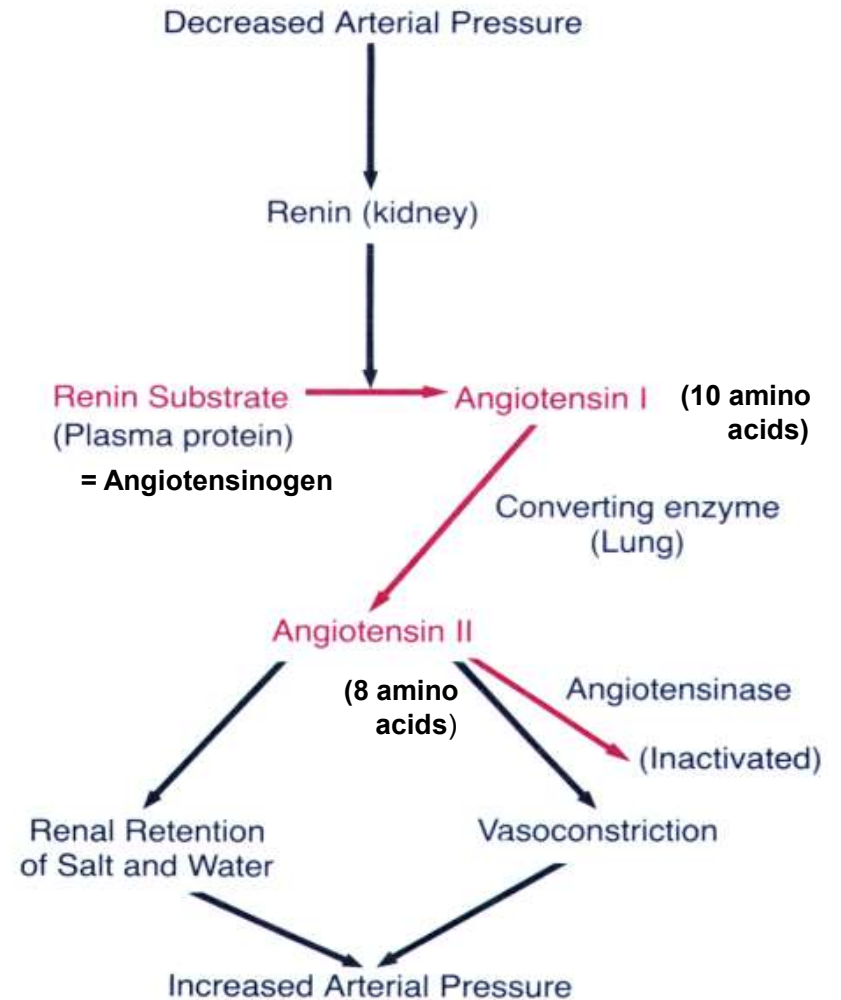 Decreased Arterial Pressure
Renin (kidney)
Renin Substrate
(Plasma protein)
= Angiotensinogen
Angiotensin I
(10 amino
acids)
Converting enzyme
(Lung)
Angiotensin II
(8 amino
acids)
Angiotensinase
(Inactivated)
Renal Retention
of Salt and Water
Vasoconstriction
Increased Arterial Pressure